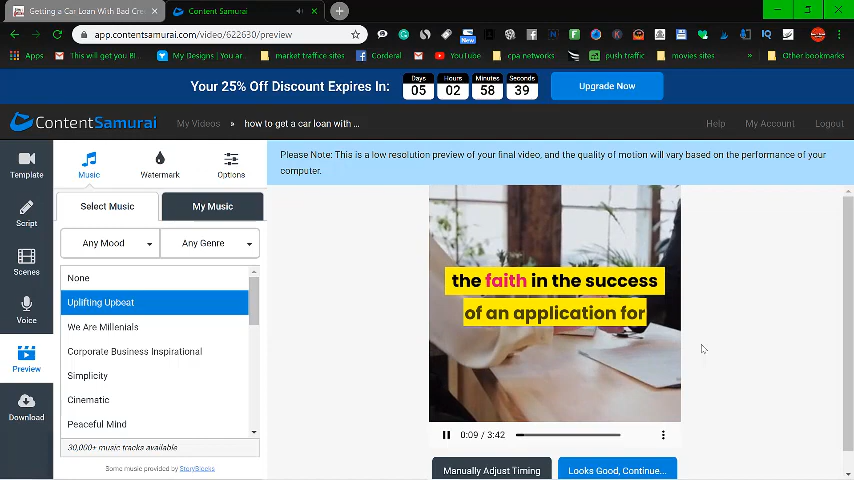 Getting a Car Loan With Bad Cre
Content Samurai
app.contentsamurai.com/video/622630/preview
New
Apps
This will get you B
My Designs | You ar
market traffice sites
Corderal
YouTube
cpa networks
push traffic
movies sites
Other bookmarks
Your 25% Off Discount Expires In:
Days Hours Minutes Seconds
05 02 58 39
Upgrade Now
ContentSamurai
My Videos » how to get a car loan with ...
Help My Account Logout
Template
Script
Scenes
Voice
Preview
Download
Music Watermark Options
Select Music My Music
Any Mood Any Genre
None
Uplifting Upbeat
We Are Millenials
Corporate Business Inspirational
Simplicity
Cinematic
Peaceful Mind
30,000+ music tracks available
Some music provided by StoryBlocks
Please Note: This is a low resolution preview of your final video, and the quality of motion will vary based on the performance of your
computer.
the faith in the success
of an application for
0:09 / 3:42
Manually Adjust Timing Looks Good, Continue...